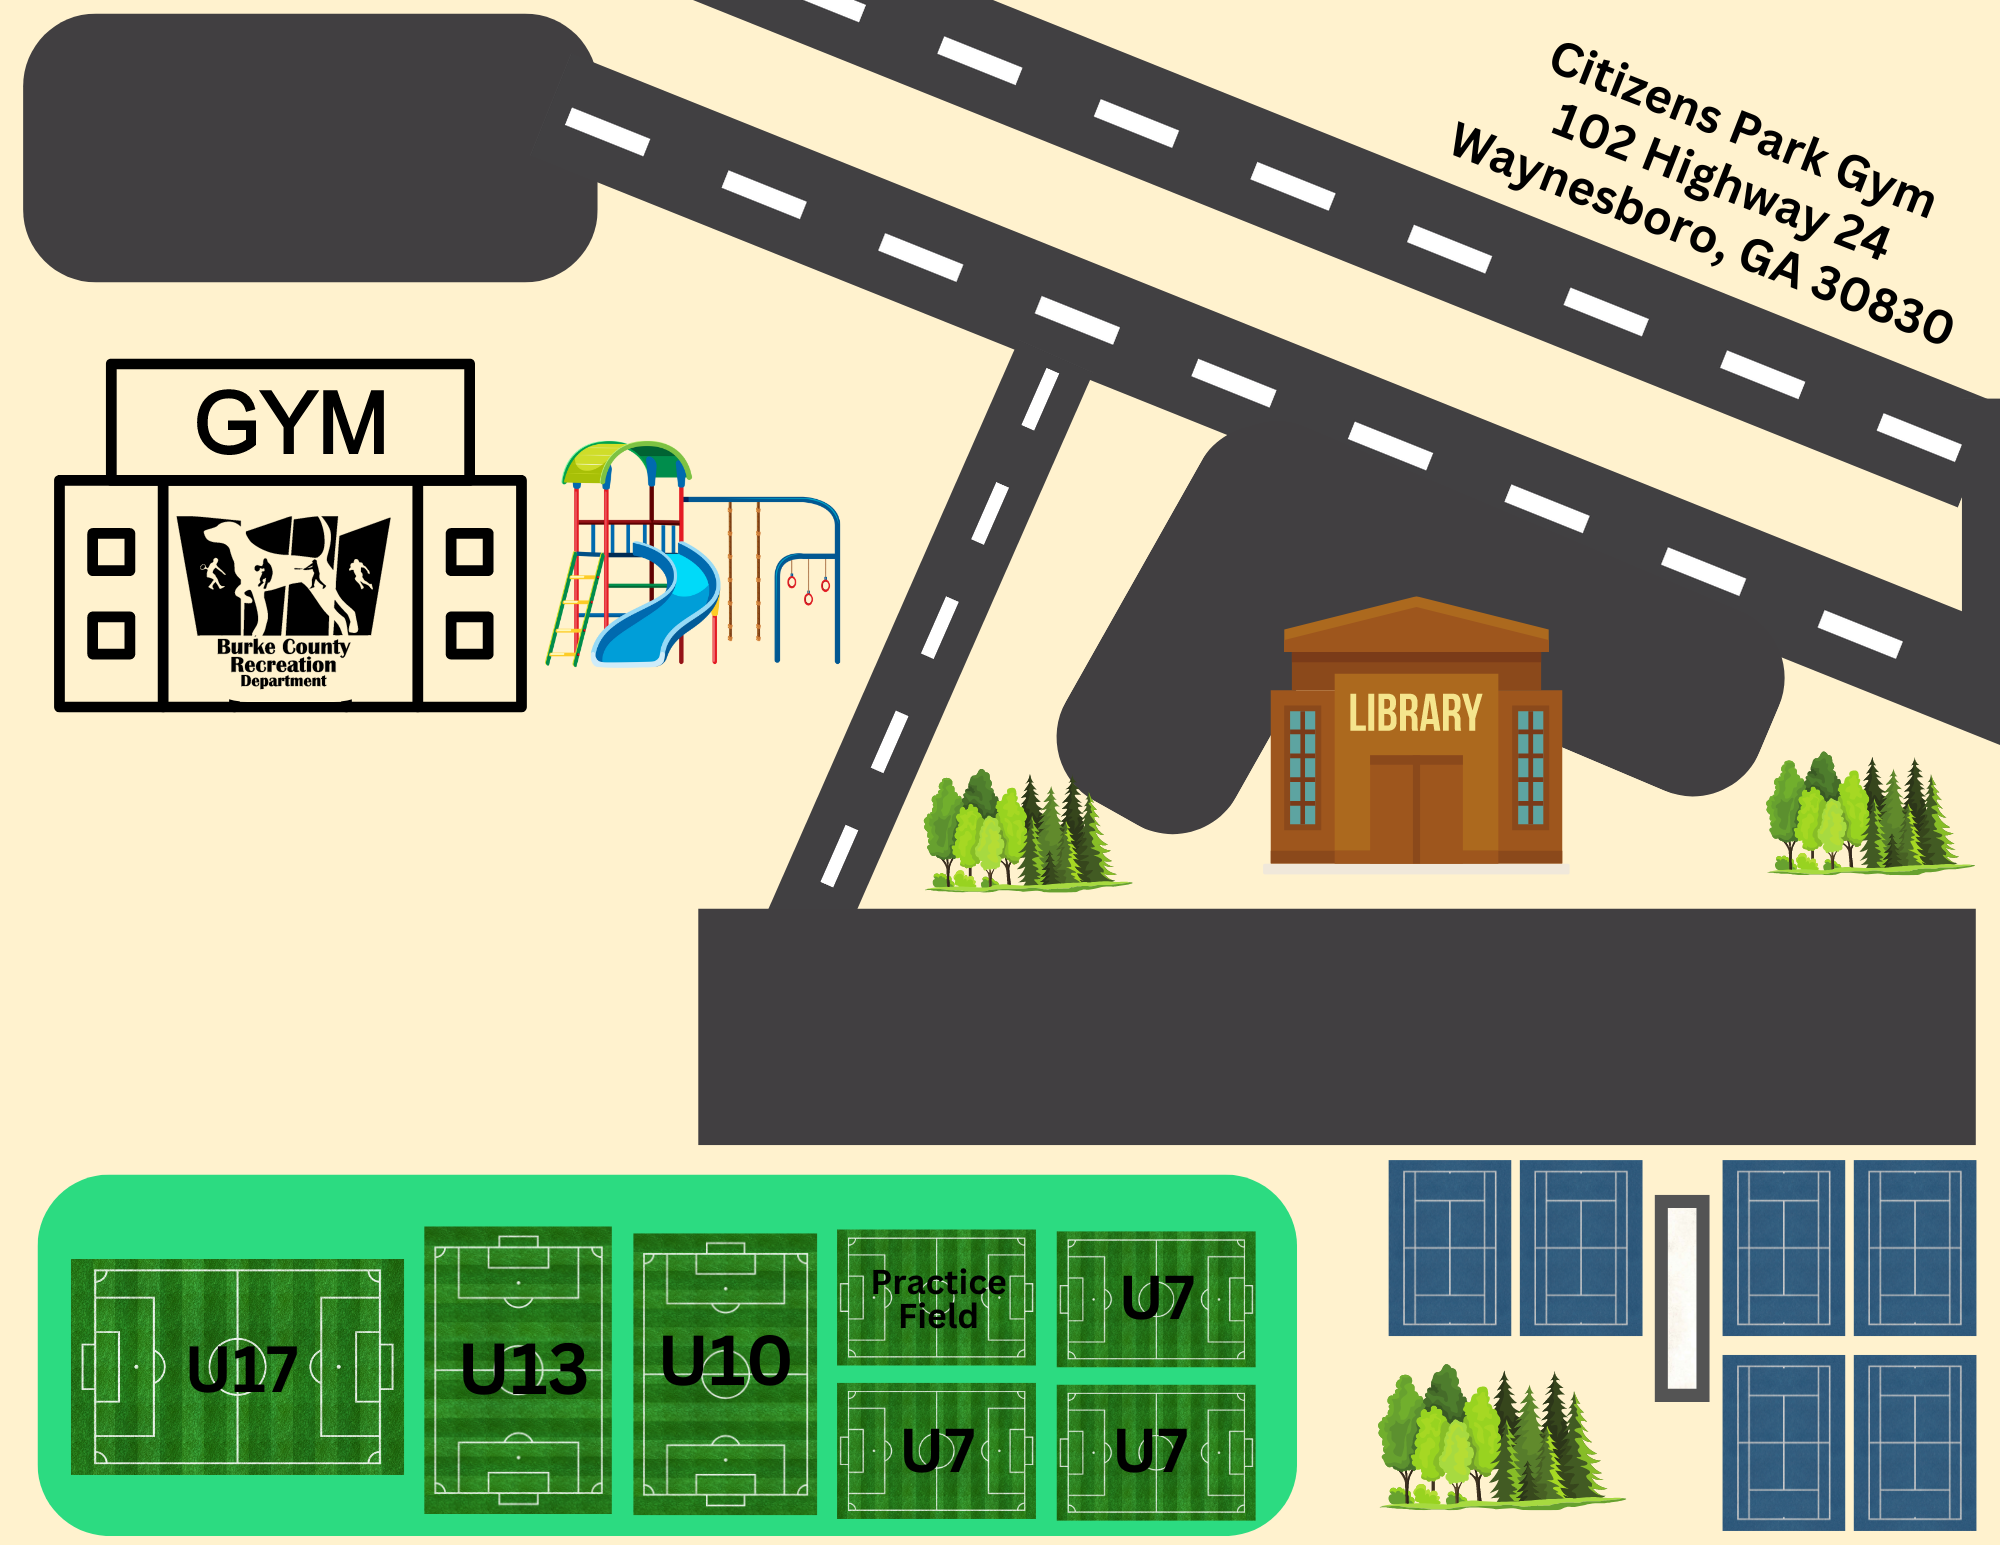 Citizens Park Gym
102 Highway 24
Waynesboro, GA 30830
GYM
Burke County
Recreation
Department
LIBRARY
U17
U13
U10
Practice
Field
U7
U7
U7